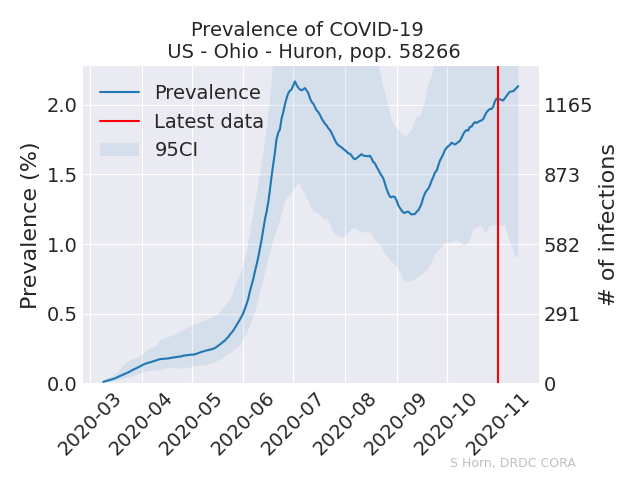 Prevalence of COVID-19
US - Ohio - Huron, pop. 58266
Prevalence
Latest data
95CI
Prevalence (%)
2.0
1.5
1.0
0.5
0.0
# of infections
1165
873
582
291
0
2020-03
2020-04
2020-05
2020-06
2020-07
2020-08
2020-09
2020-10
2020-11
S Horn, DRDC CORA